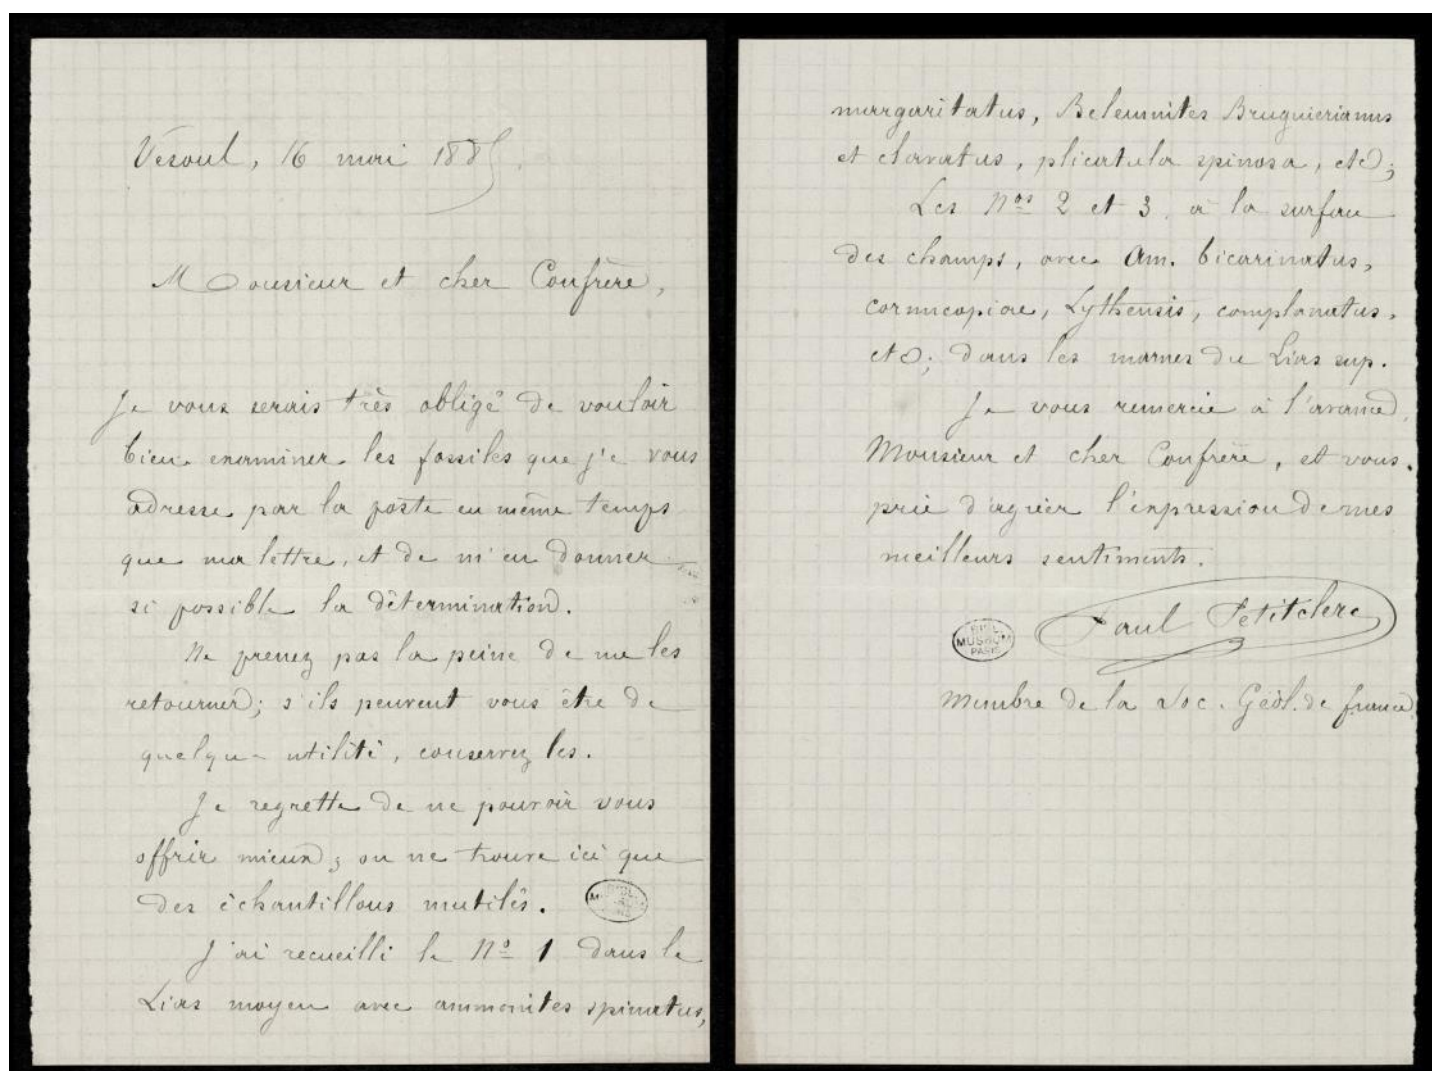 Vesoul, 16 mai 1885.
Monsieur et cher Confrère,
Je vous serais très obligé de vouloir
bien examiner les fossiles que je vous
adresse par la poste en même temps
que ma lettre, et de m'en donner
si possible la détermination.
Ne prenez pas la peine de me les
retourner; s'ils peuvent vous être de
quelque utilité, conservez les.
Je regrette de ne pouvoir vous
offrir mieux; on ne trouve ici que
des échantillons mutilés.
J'ai recueilli le No 1 dans le
Lias moyen avec ammonites spinatus,
margaritatus, Belemnites Bruguierianus
et clavatus, plicatula spinosa, etc;
Les Nos 2 et 3 à la surface
des champs, avec Am. bicarinatus,
cornucopiae, Lythensis, complanatus,
etc; dans les marnes du Lias sup.
Je vous remercie à l'avance,
Monsieur et cher Confrère, et vous
prie d'agréer l'expression de mes
meilleurs sentiments.
Paul Petitclerc
BIBL
MUSEUM
PARIS
Membre de la Soc. Géol. de france